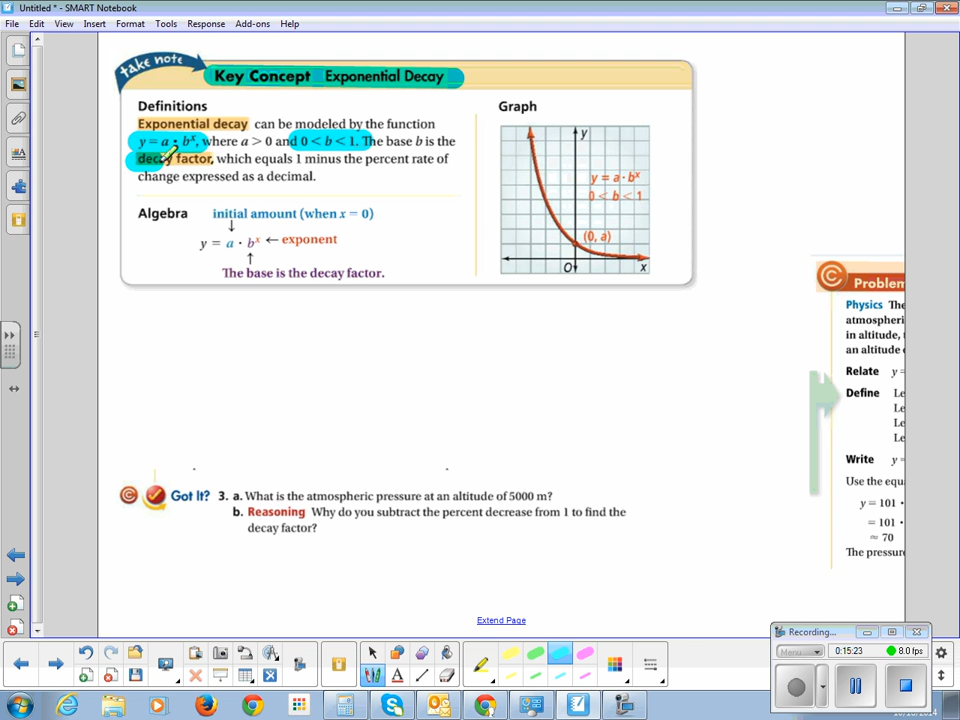 Untitled * - SMART Notebook
File Edit View Insert Format Tools Response Add-ons Help
take note
Key Concept Exponential Decay
Definitions
Exponential decay can be modeled by the function
y = a · bˣ, where a > 0 and 0 < b < 1. The base b is the
decay factor, which equals 1 minus the percent rate of
change expressed as a decimal.
Algebra initial amount (when x = 0)
y = a · bˣ ← exponent
The base is the decay factor.
Graph
y
y = a · bˣ
0 < b < 1
(0, a)
O
x
C Problem
Physics The
atmospheri
in altitude,
an altitude
Relate y =
Define Le
Le
Le
Le
Write y =
Use the equa
y = 101 ·
= 101 ·
≈ 70
The pressure
C Got It? 3. a. What is the atmospheric pressure at an altitude of 5000 m?
b. Reasoning Why do you subtract the percent decrease from 1 to find the
decay factor?
Extend Page
Recording...
Menu 0:15:23 8.0 fps